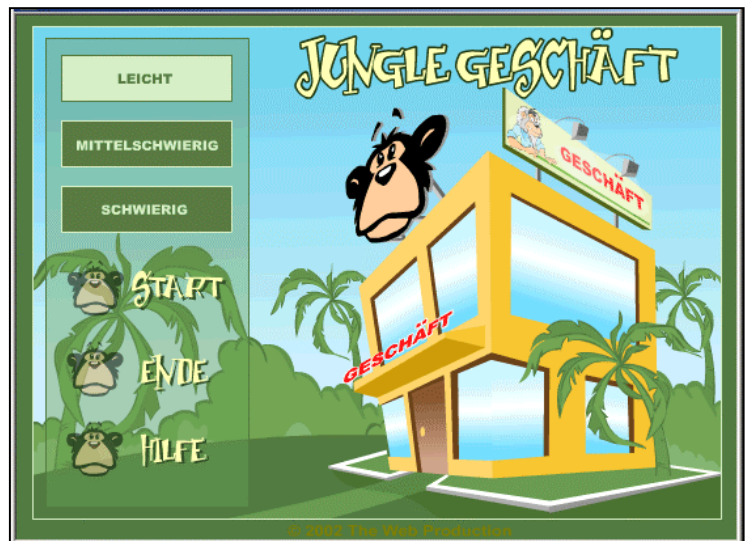 JUNGLE GESCHÄFT
LEICHT
MITTELSCHWIERIG
SCHWIERIG
START
ENDE
HILFE
GESCHÄFT
GESCHÄFT
© 2002 The Web Production